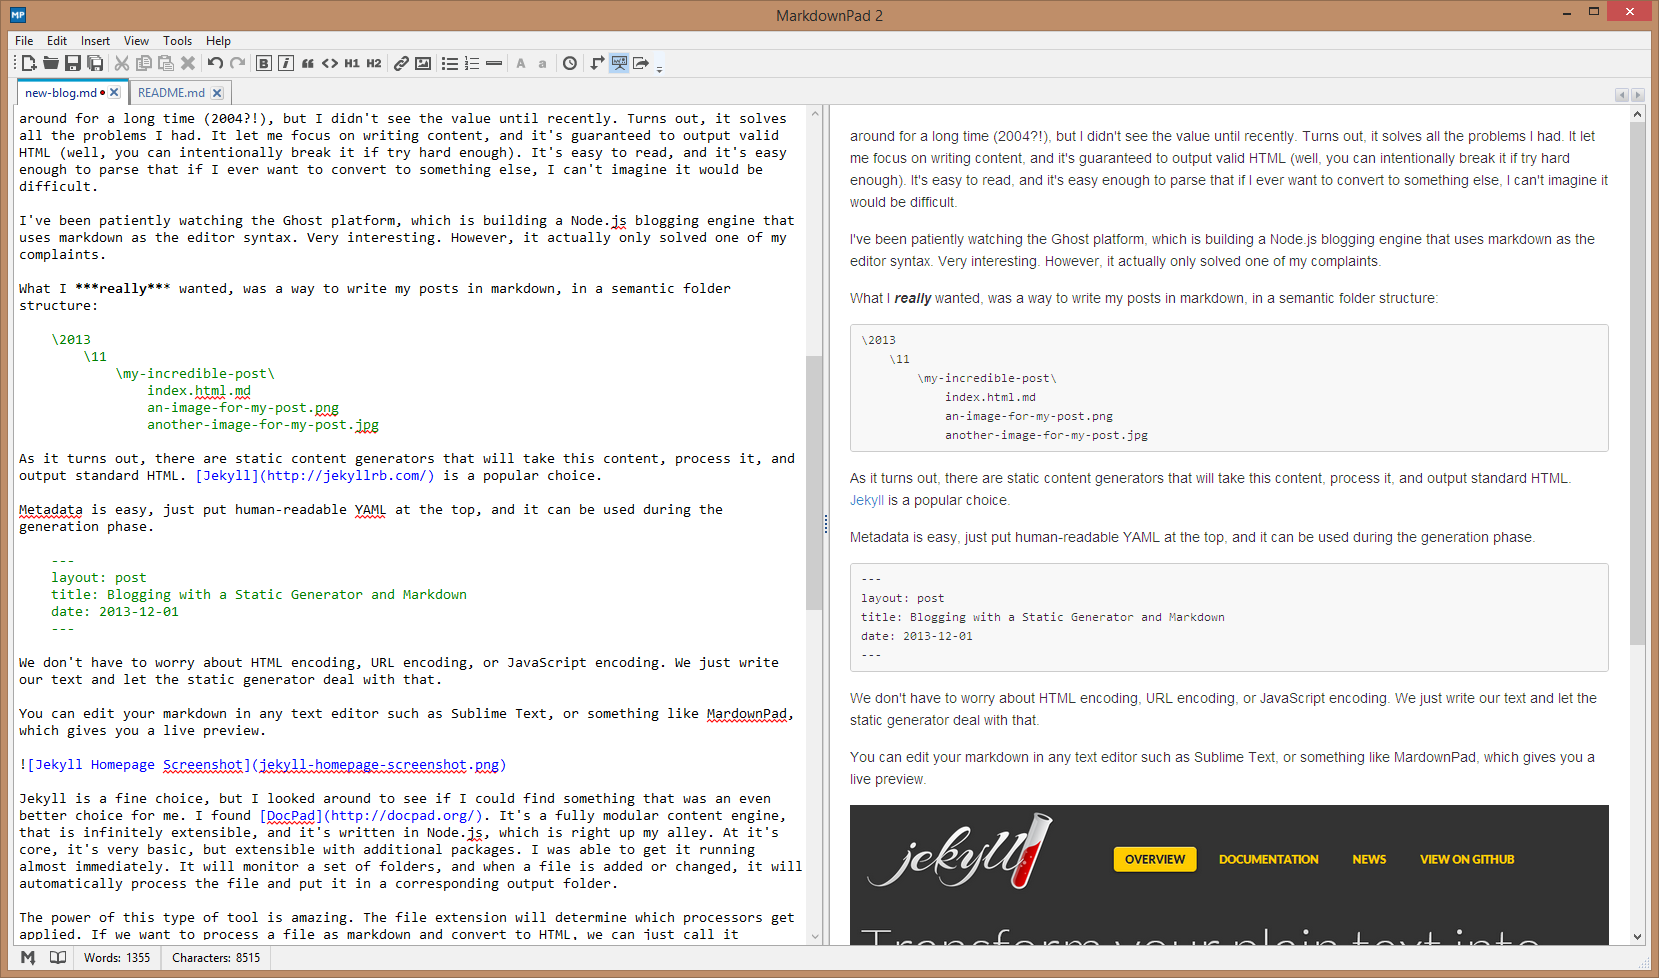 MP
MarkdownPad 2
File Edit Insert View Tools Help
B i H1 H2 A a
new-blog.md README.md
around for a long time (2004?!), but I didn't see the value until recently. Turns out, it solves
all the problems I had. It let me focus on writing content, and it's guaranteed to output valid
HTML (well, you can intentionally break it if try hard enough). It's easy to read, and it's easy
enough to parse that if I ever want to convert to something else, I can't imagine it would be
difficult.
I've been patiently watching the Ghost platform, which is building a Node.js blogging engine that
uses markdown as the editor syntax. Very interesting. However, it actually only solved one of my
complaints.
What I ***really*** wanted, was a way to write my posts in markdown, in a semantic folder
structure:
\2013
\11
\my-incredible-post\
index.html.md
an-image-for-my-post.png
another-image-for-my-post.jpg
As it turns out, there are static content generators that will take this content, process it, and
output standard HTML. [Jekyll](http://jekyllrb.com/) is a popular choice.
Metadata is easy, just put human-readable YAML at the top, and it can be used during the
generation phase.
---
layout: post
title: Blogging with a Static Generator and Markdown
date: 2013-12-01
---
We don't have to worry about HTML encoding, URL encoding, or JavaScript encoding. We just write
our text and let the static generator deal with that.
You can edit your markdown in any text editor such as Sublime Text, or something like MardownPad,
which gives you a live preview.
![Jekyll Homepage Screenshot](jekyll-homepage-screenshot.png)
Jekyll is a fine choice, but I looked around to see if I could find something that was an even
better choice for me. I found [DocPad](http://docpad.org/). It's a fully modular content engine,
that is infinitely extensible, and it's written in Node.js, which is right up my alley. At it's
core, it's very basic, but extensible with additional packages. I was able to get it running
almost immediately. It will monitor a set of folders, and when a file is added or changed, it will
automatically process the file and put it in a corresponding output folder.
The power of this type of tool is amazing. The file extension will determine which processors get
applied. If we want to process a file as markdown and convert to HTML, we can just call it
around for a long time (2004?!), but I didn't see the value until recently. Turns out, it solves all the problems I had. It let
me focus on writing content, and it's guaranteed to output valid HTML (well, you can intentionally break it if try hard
enough). It's easy to read, and it's easy enough to parse that if I ever want to convert to something else, I can't imagine it
would be difficult.
I've been patiently watching the Ghost platform, which is building a Node.js blogging engine that uses markdown as the
editor syntax. Very interesting. However, it actually only solved one of my complaints.
What I really wanted, was a way to write my posts in markdown, in a semantic folder structure:
\2013
\11
\my-incredible-post\
index.html.md
an-image-for-my-post.png
another-image-for-my-post.jpg
As it turns out, there are static content generators that will take this content, process it, and output standard HTML.
Jekyll is a popular choice.
Metadata is easy, just put human-readable YAML at the top, and it can be used during the generation phase.
---
layout: post
title: Blogging with a Static Generator and Markdown
date: 2013-12-01
---
We don't have to worry about HTML encoding, URL encoding, or JavaScript encoding. We just write our text and let the
static generator deal with that.
You can edit your markdown in any text editor such as Sublime Text, or something like MardownPad, which gives you a
live preview.
jekyll OVERVIEW DOCUMENTATION NEWS VIEW ON GITHUB
Transform your plain text into
Words: 1355 Characters: 8515